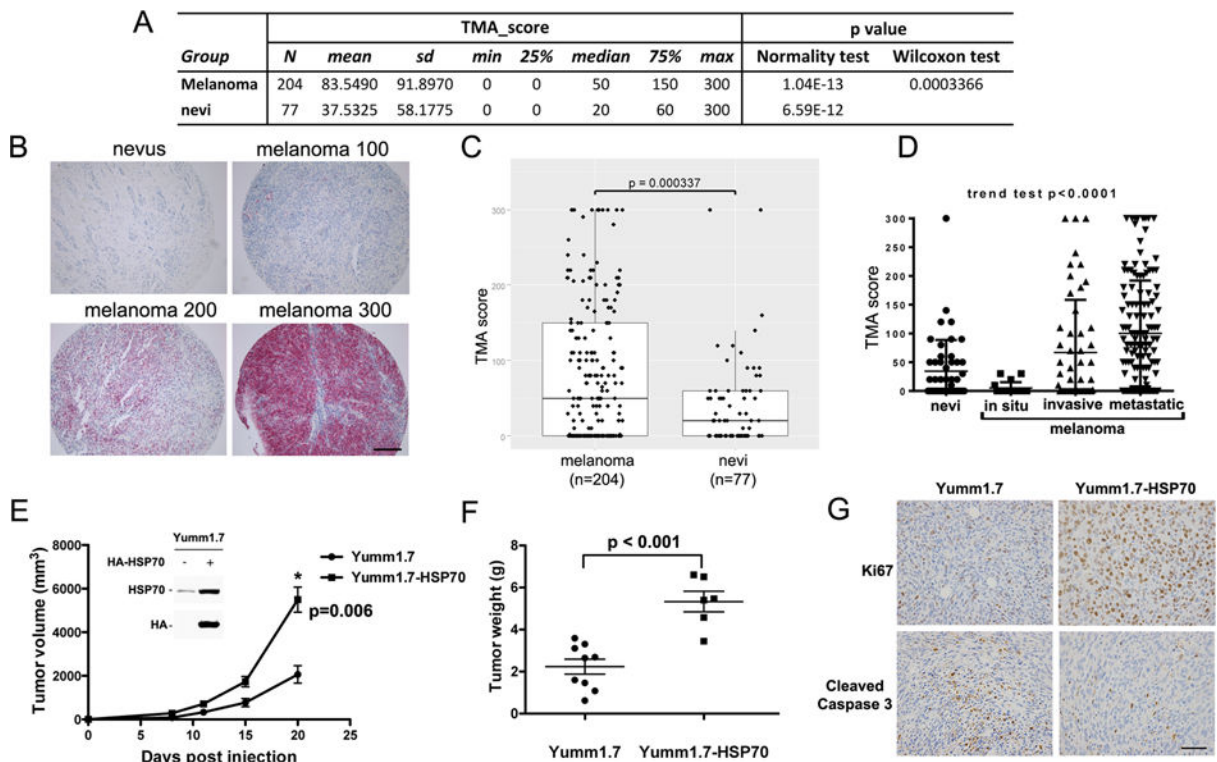 A
TMA_score p value
Group N mean sd min 25% median 75% max Normality test Wilcoxon test
Melanoma 204 83.5490 91.8970 0 0 50 150 300 1.04E-13 0.0003366
nevi 77 37.5325 58.1775 0 0 20 60 300 6.59E-12
B
nevus melanoma 100
melanoma 200 melanoma 300
C
p = 0.000337
TMA score
300
200
100
0
melanoma nevi
(n=204) (n=77)
D
trend test p<0.0001
TMA score
300
250
200
150
100
50
0
nevi in situ invasive metastatic
melanoma
E
Yumm1.7
HA-HSP70 - +
HSP70-
HA-
Yumm1.7
Yumm1.7-HSP70
*
p=0.006
Tumor volume (mm³)
8000
6000
4000
2000
0
0 5 10 15 20 25
Days post injection
F
p < 0.001
Tumor weight (g)
8
6
4
2
0
Yumm1.7 Yumm1.7-HSP70
G
Yumm1.7 Yumm1.7-HSP70
Ki67
Cleaved
Caspase 3